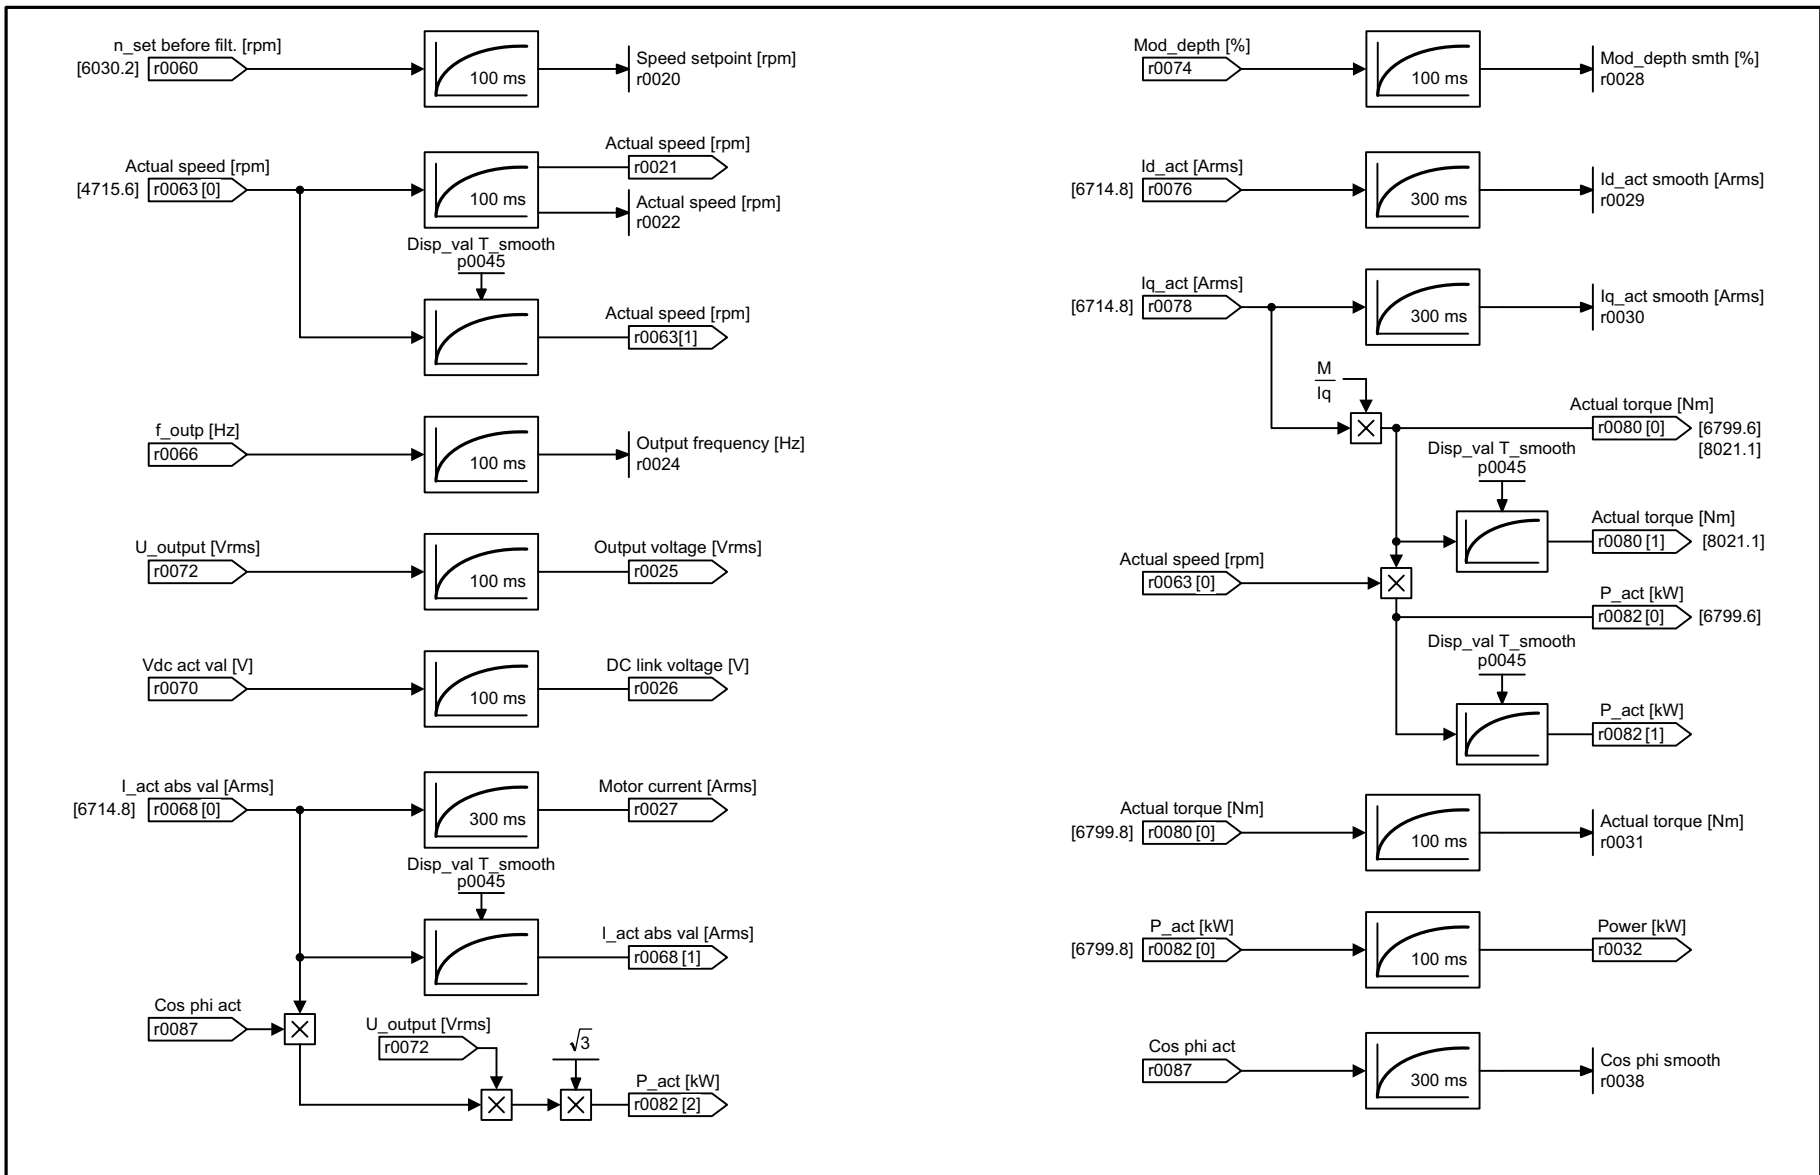 n_set before filt. [rpm]
[6030.2] r0060
100 ms
Speed setpoint [rpm]
r0020
Actual speed [rpm]
[4715.6] r0063 [0]
100 ms
Actual speed [rpm]
r0021
Actual speed [rpm]
r0022
Disp_val T_smooth
p0045
Actual speed [rpm]
r0063[1]
f_outp [Hz]
r0066
100 ms
Output frequency [Hz]
r0024
U_output [Vrms]
r0072
100 ms
Output voltage [Vrms]
r0025
Vdc act val [V]
r0070
100 ms
DC link voltage [V]
r0026
I_act abs val [Arms]
[6714.8] r0068 [0]
300 ms
Motor current [Arms]
r0027
Disp_val T_smooth
p0045
I_act abs val [Arms]
r0068 [1]
Cos phi act
r0087
U_output [Vrms]
r0072
√3
P_act [kW]
r0082 [2]
Mod_depth [%]
r0074
100 ms
Mod_depth smth [%]
r0028
Id_act [Arms]
[6714.8] r0076
300 ms
Id_act smooth [Arms]
r0029
Iq_act [Arms]
[6714.8] r0078
300 ms
Iq_act smooth [Arms]
r0030
M
Iq
Actual torque [Nm]
r0080 [0] [6799.6]
[8021.1]
Disp_val T_smooth
p0045
Actual torque [Nm]
r0080 [1] [8021.1]
Actual speed [rpm]
r0063 [0]
P_act [kW]
r0082 [0] [6799.6]
Disp_val T_smooth
p0045
P_act [kW]
r0082 [1]
Actual torque [Nm]
[6799.8] r0080 [0]
100 ms
Actual torque [Nm]
r0031
P_act [kW]
[6799.8] r0082 [0]
100 ms
Power [kW]
r0032
Cos phi act
r0087
300 ms
Cos phi smooth
r0038